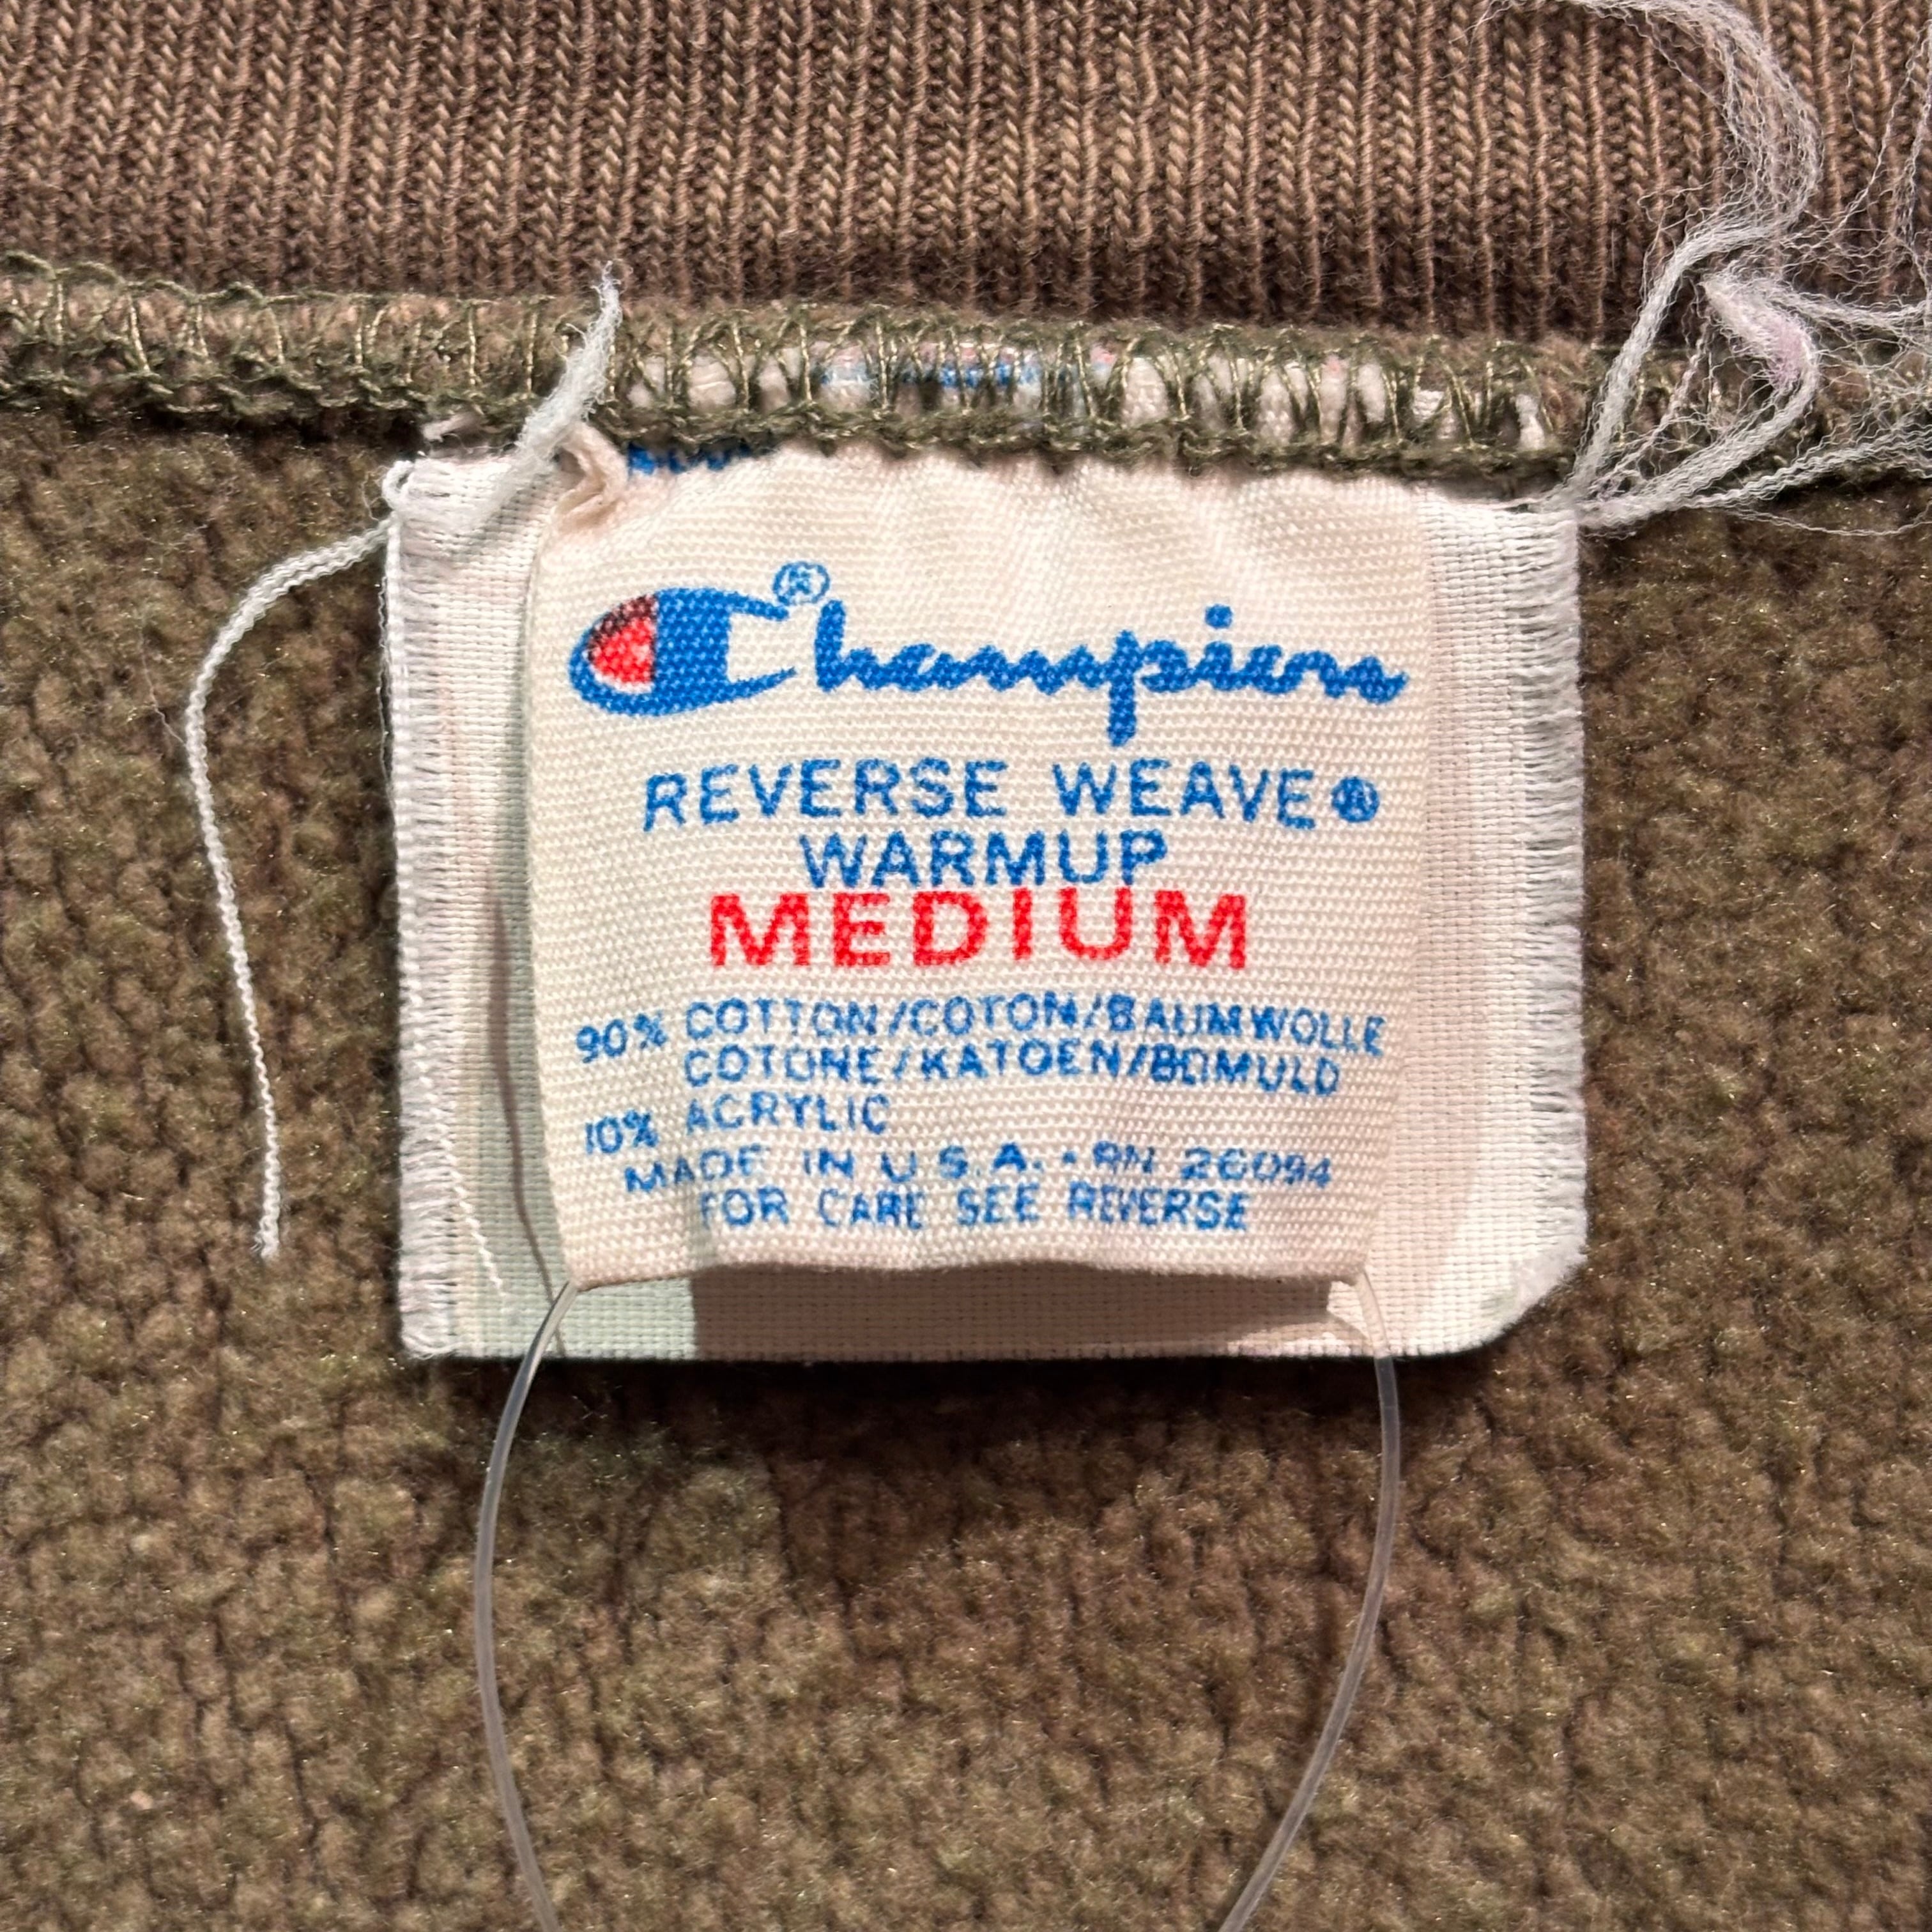 Champion®
REVERSE WEAVE®
WARMUP
MEDIUM
90% COTTON/COTON/BAUMWOLLE
COTONE/KATOEN/BOMULD
10% ACRYLIC
MADE IN U.S.A. • RN 26094
FOR CARE SEE REVERSE